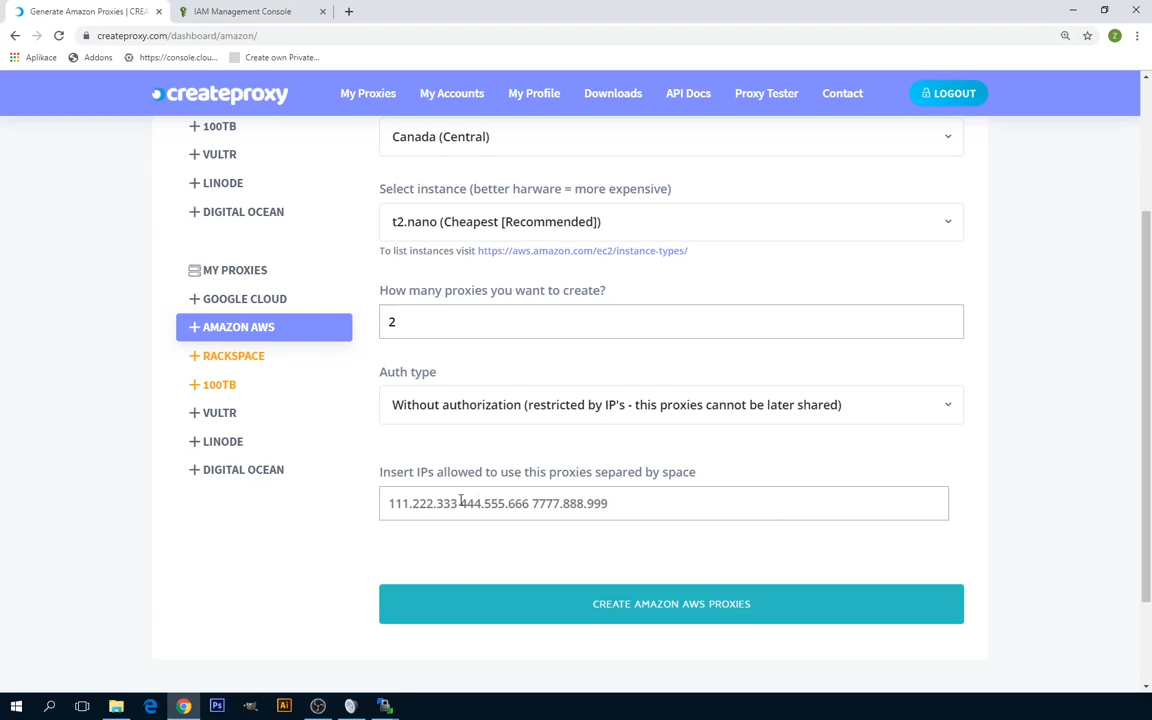 Generate Amazon Proxies | CREA
IAM Management Console
createproxy.com/dashboard/amazon/
Z
Aplikace
Addons
https://console.clou...
Create own Private...
createproxy
My Proxies
My Accounts
My Profile
Downloads
API Docs
Proxy Tester
Contact
LOGOUT
100TB
VULTR
LINODE
DIGITAL OCEAN
MY PROXIES
GOOGLE CLOUD
AMAZON AWS
RACKSPACE
100TB
VULTR
LINODE
DIGITAL OCEAN
Canada (Central)
Select instance (better harware = more expensive)
t2.nano (Cheapest [Recommended])
To list instances visit https://aws.amazon.com/ec2/instance-types/
How many proxies you want to create?
2
Auth type
Without authorization (restricted by IP's - this proxies cannot be later shared)
Insert IPs allowed to use this proxies separed by space
111.222.333 444.555.666 7777.888.999
CREATE AMAZON AWS PROXIES
Ps
Ai